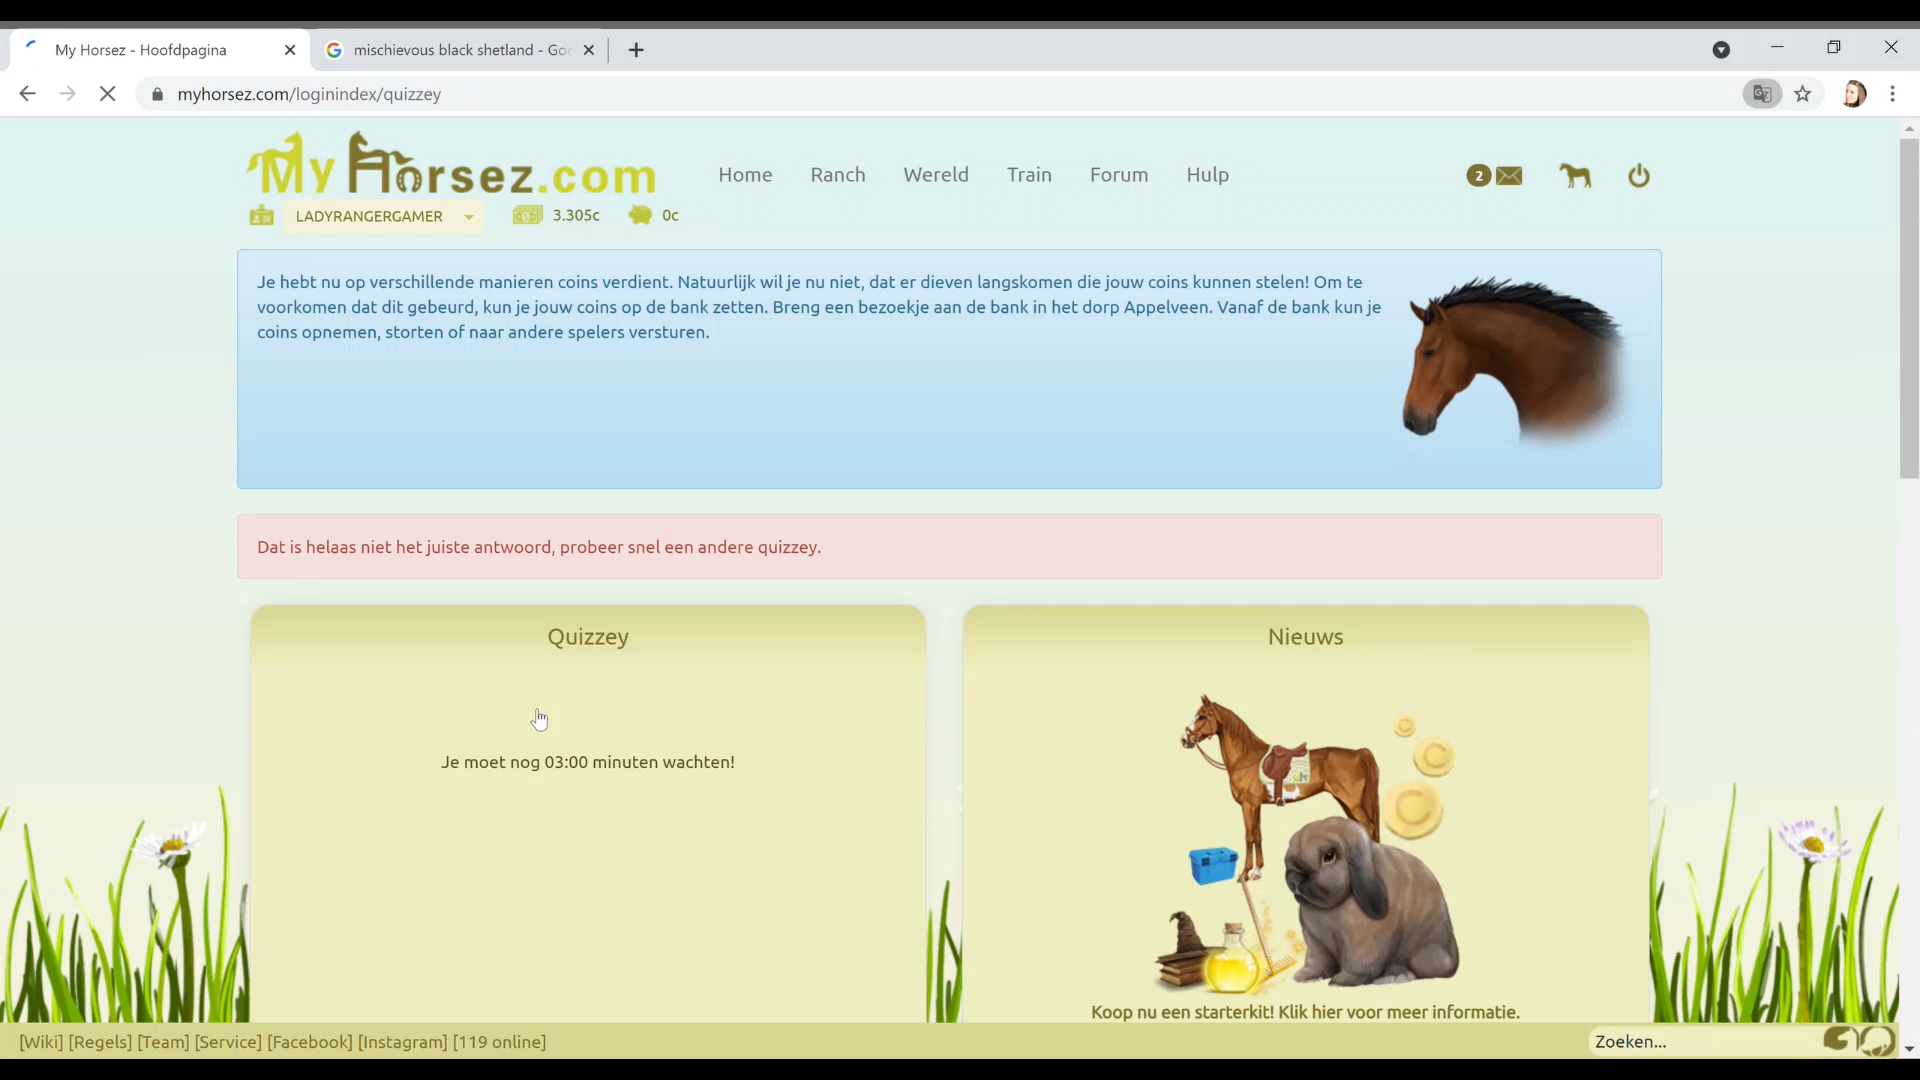 My Horsez - Hoofdpagina
mischievous black shetland - Goo
myhorsez.com/loginindex/quizzey
My Horsez.com
Home Ranch Wereld Train Forum Hulp
2
LADYRANGERGAMER 3.305c 0c
Je hebt nu op verschillende manieren coins verdient. Natuurlijk wil je nu niet, dat er dieven langskomen die jouw coins kunnen stelen! Om te
voorkomen dat dit gebeurd, kun je jouw coins op de bank zetten. Breng een bezoekje aan de bank in het dorp Appelveen. Vanaf de bank kun je
coins opnemen, storten of naar andere spelers versturen.
Dat is helaas niet het juiste antwoord, probeer snel een andere quizzey.
Quizzey
Je moet nog 03:00 minuten wachten!
Nieuws
Koop nu een starterkit! Klik hier voor meer informatie.
[Wiki] [Regels] [Team] [Service] [Facebook] [Instagram] [119 online]
Zoeken...